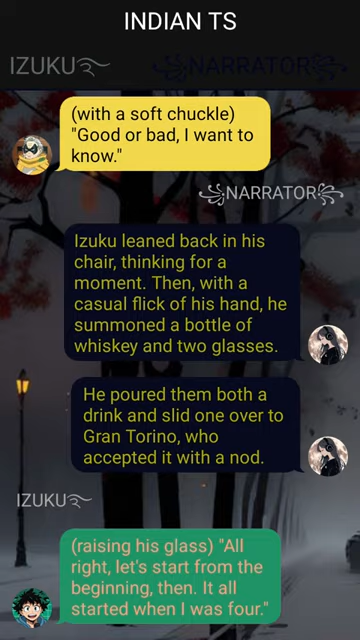 INDIAN TS
IZUKU࿐ ꧁NARRATOR꧂
(with a soft chuckle)
"Good or bad, I want to
know."
꧁NARRATOR꧂
Izuku leaned back in his
chair, thinking for a
moment. Then, with a
casual flick of his hand, he
summoned a bottle of
whiskey and two glasses.
He poured them both a
drink and slid one over to
Gran Torino, who
accepted it with a nod.
IZUKU࿐
(raising his glass) "All
right, let's start from the
beginning, then. It all
started when I was four."